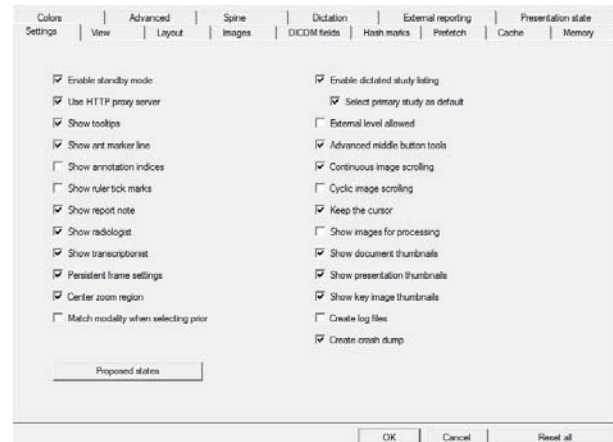 Colors Advanced Spine Dictation External reporting Presentation state
Settings View Layout Images DICOM fields Hash marks Prefetch Cache Memory
Enable standby mode
Use HTTP proxy server
Show tooltips
Show ant marker line
Show annotation indices
Show ruler tick marks
Show report note
Show radiologist
Show transcriptionist
Persistent frame settings
Center zoom region
Match modality when selecting prior
Proposed states
Enable dictated study listing
Select primary study as default
External level allowed
Advanced middle button tools
Continuous image scrolling
Cyclic image scrolling
Keep the cursor
Show images for processing
Show document thumbnails
Show presentation thumbnails
Show key image thumbnails
Create log files
Create crash dump
OK Cancel Reset all